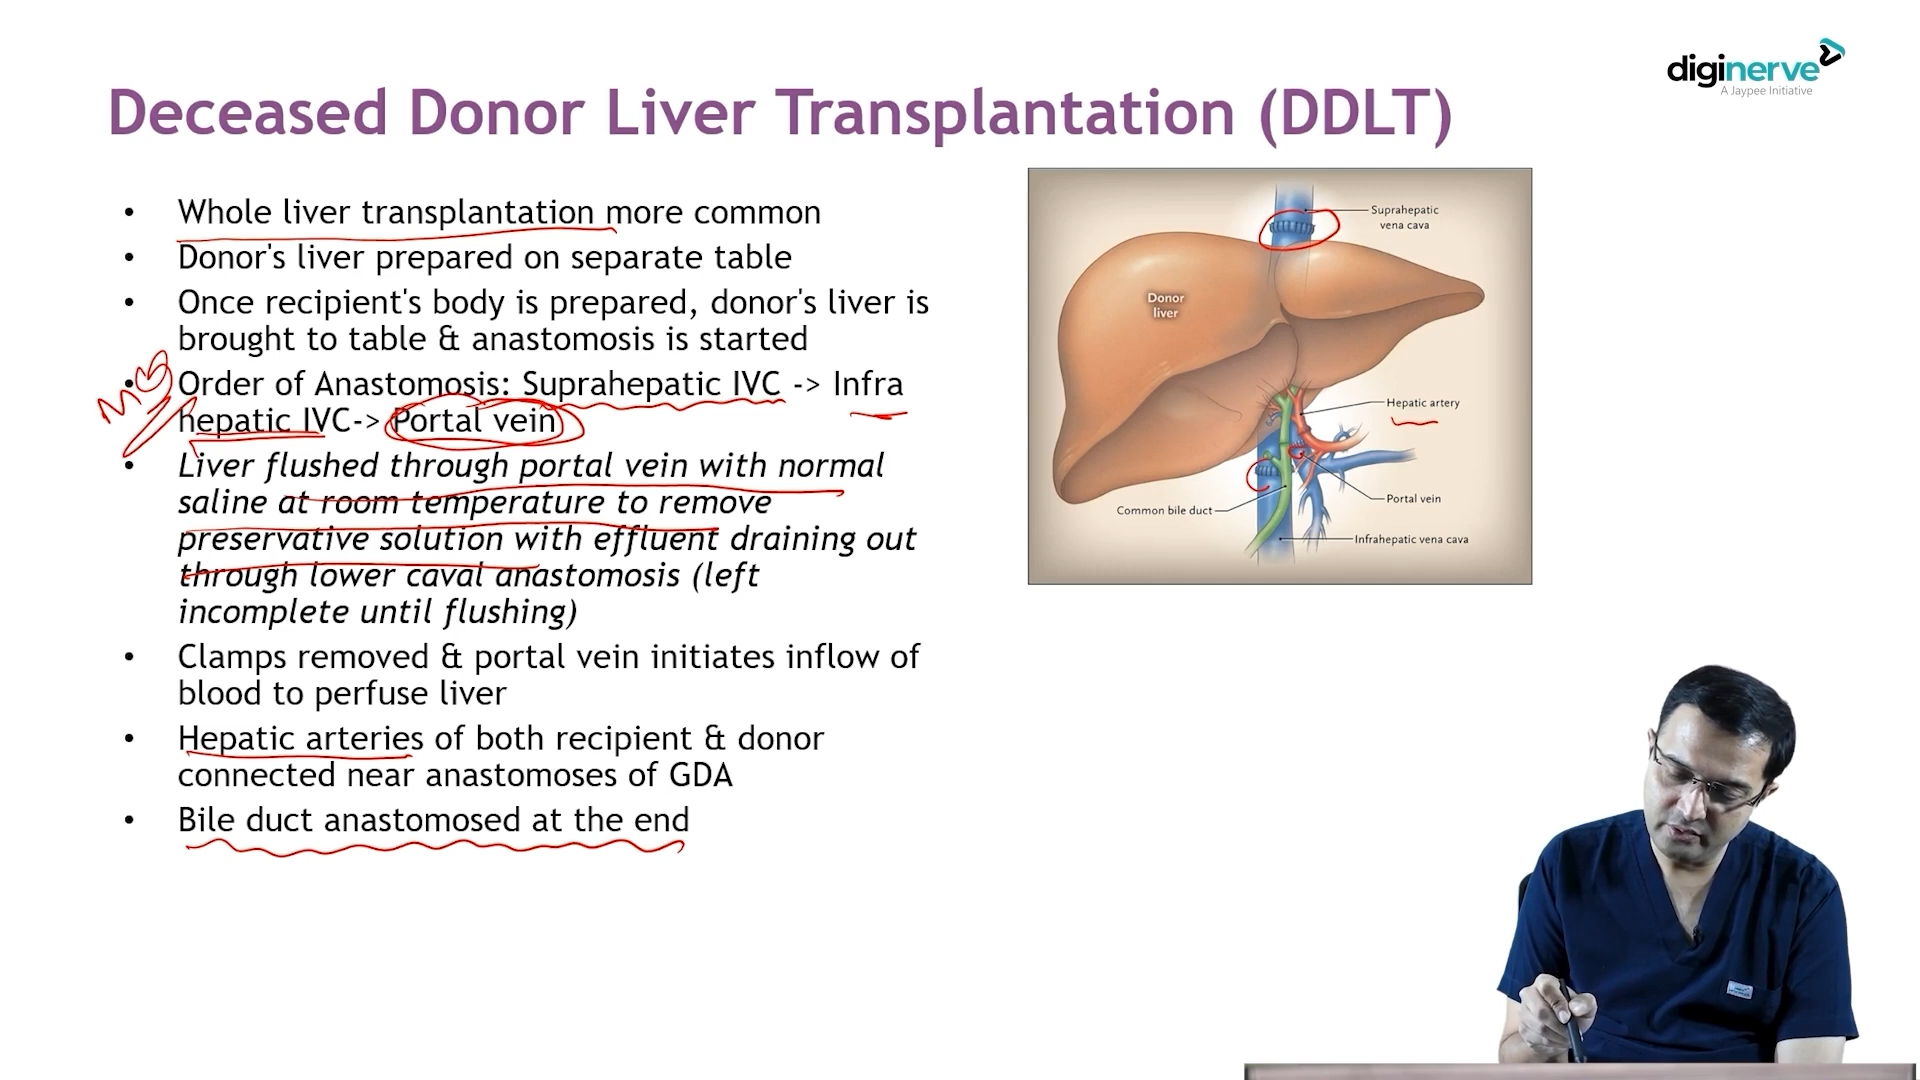 diginerve
A Jaypee Initiative
Deceased Donor Liver Transplantation (DDLT)
• Whole liver transplantation more common
• Donor's liver prepared on separate table
• Once recipient's body is prepared, donor's liver is
brought to table & anastomosis is started
• Order of Anastomosis: Suprahepatic IVC -> Infra
hepatic IVC-> Portal vein
• Liver flushed through portal vein with normal
saline at room temperature to remove
preservative solution with effluent draining out
through lower caval anastomosis (left
incomplete until flushing)
• Clamps removed & portal vein initiates inflow of
blood to perfuse liver
• Hepatic arteries of both recipient & donor
connected near anastomoses of GDA
• Bile duct anastomosed at the end
Suprahepatic
vena cava
Donor
liver
Hepatic artery
Portal vein
Common bile duct
Infrahepatic vena cava